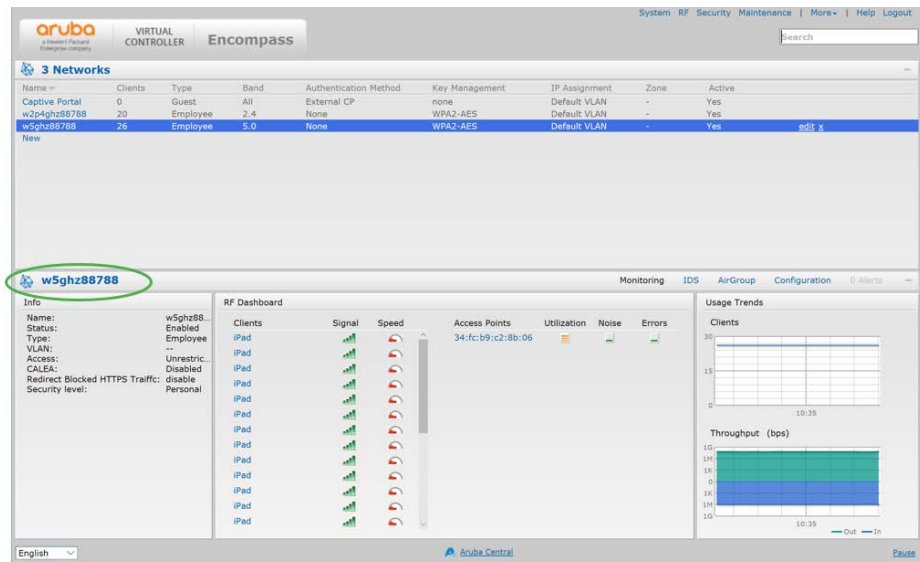 System RF Security Maintenance | More | Help Logout
aruba
a Hewlett Packard
Enterprise company
VIRTUAL
CONTROLLER
Encompass
Search
3 Networks
Name Clients Type Band Authentication Method Key Management IP Assignment Zone Active
Captive Portal 0 Guest All External CP none Default VLAN - Yes
w2p4ghz88788 20 Employee 2.4 None WPA2-AES Default VLAN - Yes
w5ghz88788 26 Employee 5.0 None WPA2-AES Default VLAN - Yes edit x
New
w5ghz88788
Monitoring IDS AirGroup Configuration 0 Alerts
Info
Name: w5ghz88...
Status: Enabled
Type: Employee
VLAN: --
Access: Unrestric...
CALEA: Disabled
Redirect Blocked HTTPS Traiffc: disable
Security level: Personal
RF Dashboard
Clients Signal Speed Access Points Utilization Noise Errors
iPad 34:fc:b9:c2:8b:06
iPad
iPad
iPad
iPad
iPad
iPad
iPad
iPad
iPad
iPad
iPad
iPad
Usage Trends
Clients
30
15
0
10:35
Throughput (bps)
1G
1M
1K
0
1K
1M
1G
10:35
Out In
English
Aruba Central
Pause